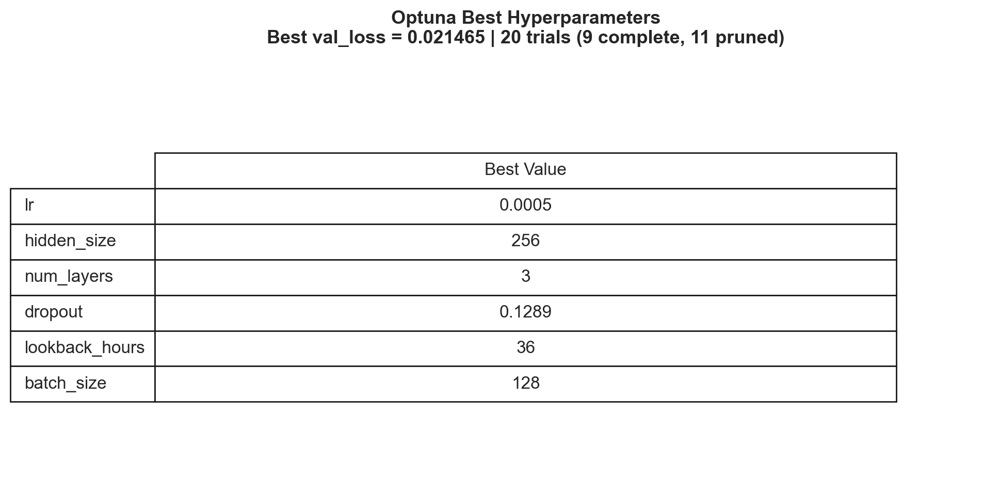 Optuna Best Hyperparameters
Best val_loss = 0.021465 | 20 trials (9 complete, 11 pruned)
Best Value
lr 0.0005
hidden_size 256
num_layers 3
dropout 0.1289
lookback_hours 36
batch_size 128